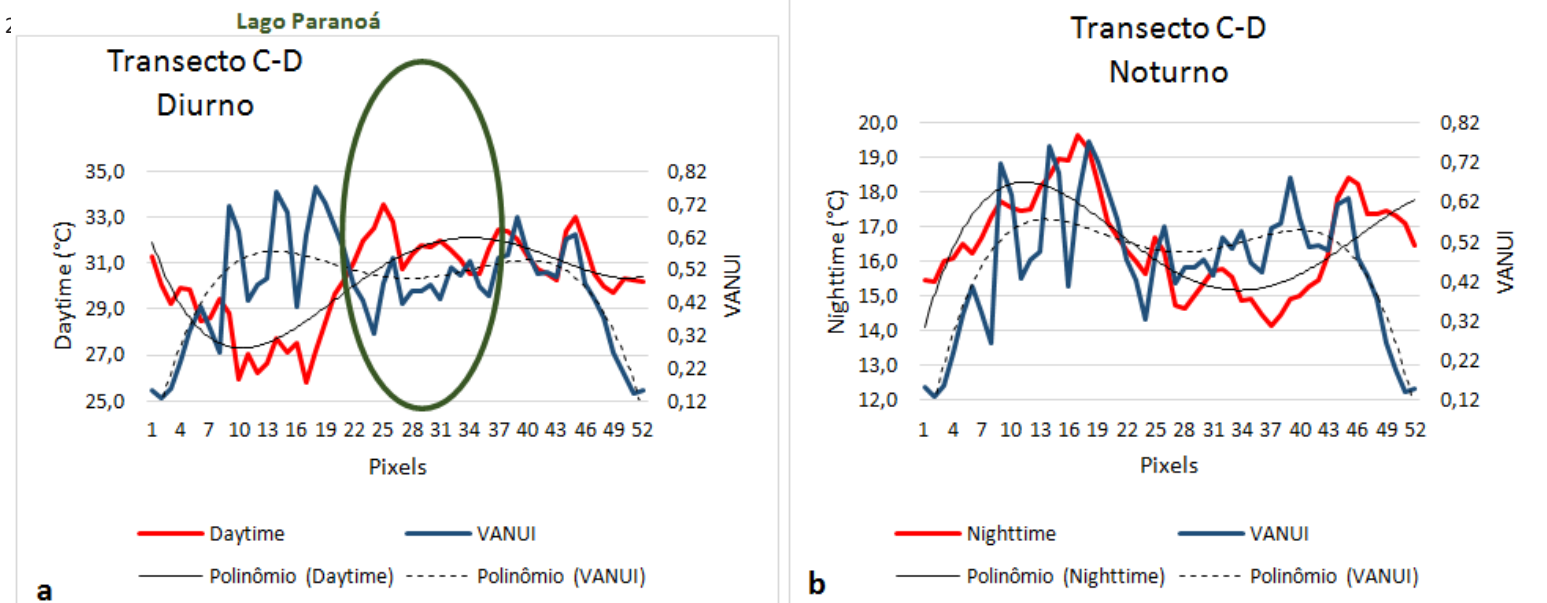 2
Lago Paranoá
Transecto C-D
Diurno
35,0
33,0
31,0
29,0
27,0
25,0
Daytime (°C)
0,82
0,72
0,62
0,52
0,42
0,32
0,22
0,12
VANUI
1 4 7 10 13 16 19 22 25 28 31 34 37 40 43 46 49 52
Pixels
Daytime VANUI
Polinômio (Daytime) Polinômio (VANUI)
a
Transecto C-D
Noturno
20,0
19,0
18,0
17,0
16,0
15,0
14,0
13,0
12,0
Nighttime (°C)
0,82
0,72
0,62
0,52
0,42
0,32
0,22
0,12
VANUI
1 4 7 10 13 16 19 22 25 28 31 34 37 40 43 46 49 52
Pixels
Nighttime VANUI
Polinômio (Nighttime) Polinômio (VANUI)
b